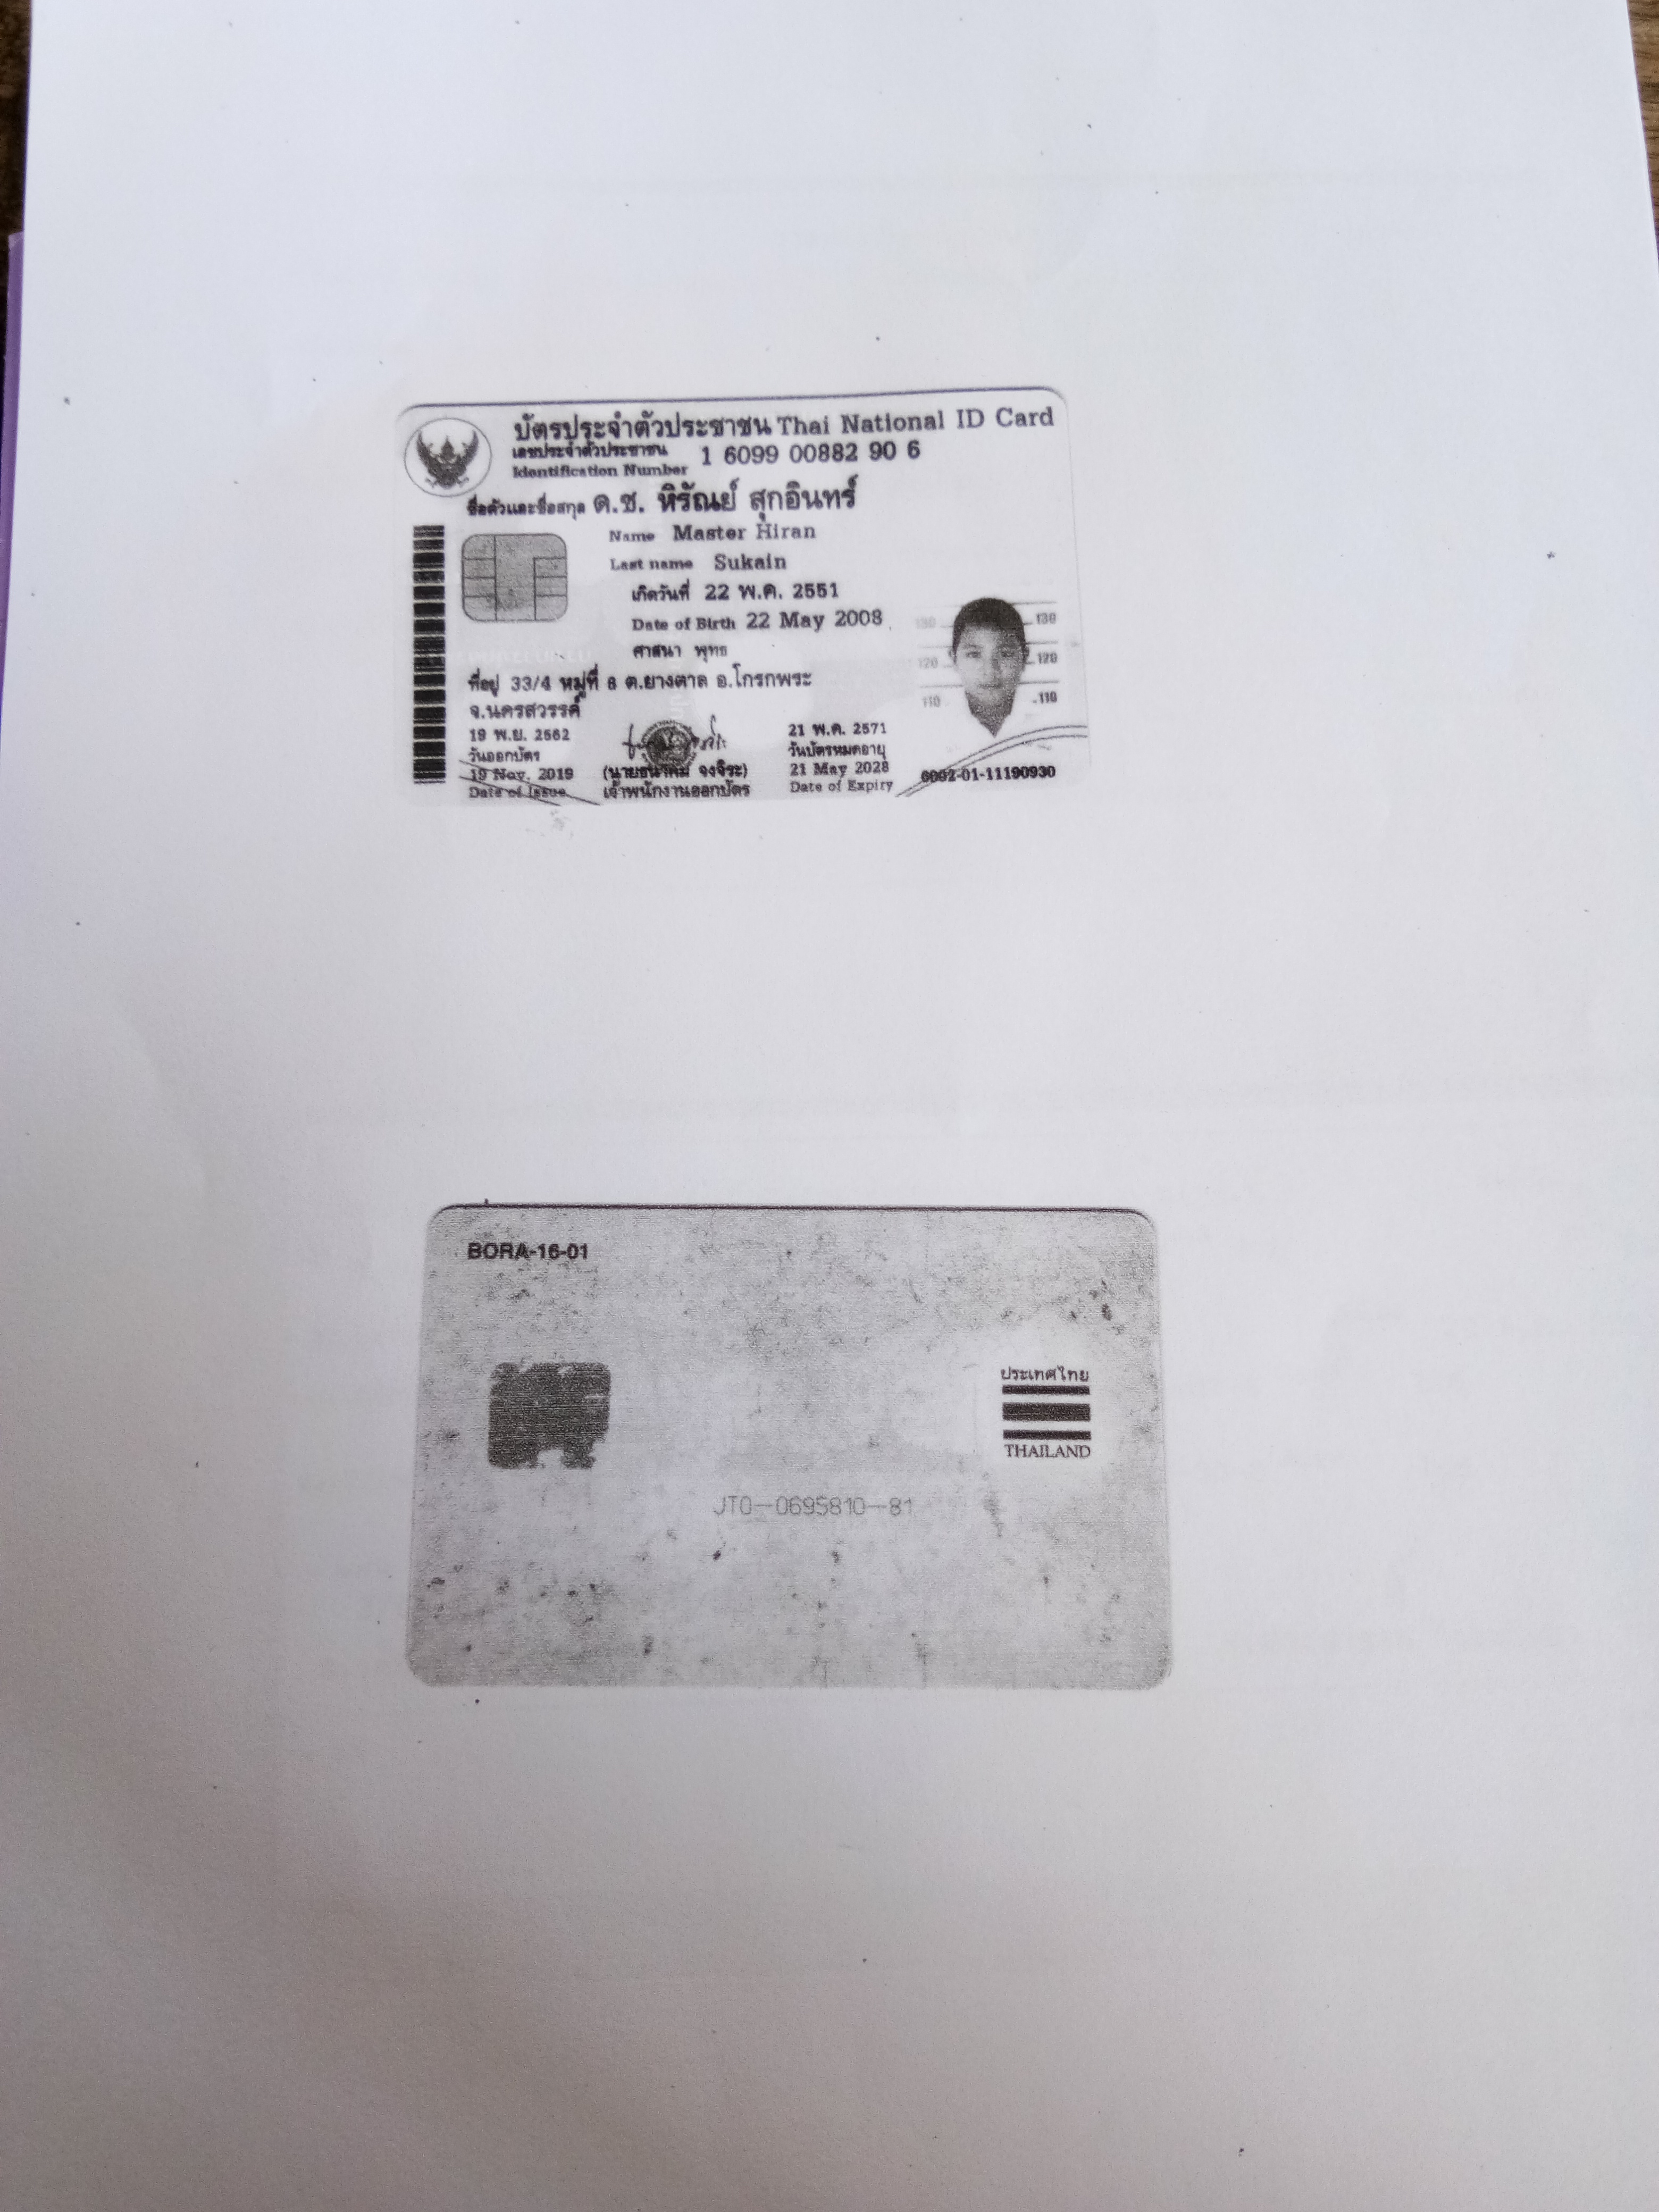 บัตรประจำตัวประชาชน Thai National ID Card
เลขประจำตัวประชาชน
Identification Number 1 6099 00882 90 6
ชื่อตัวและชื่อสกุล ด.ช. หิรัณย์ สุกอินทร์
Name Master Hiran
Last name Sukain
เกิดวันที่ 22 พ.ค. 2551
Date of Birth 22 May 2008
ศาสนา พุทธ
ที่อยู่ 33/4 หมู่ที่ 8 ต.ยางตาล อ.โกรกพระ
จ.นครสวรรค์
130 130
120 120
110 110
19 พ.ย. 2562
วันออกบัตร
19 Nov. 2019
Date of Issue
(นายธนาคม จงจิระ)
เจ้าพนักงานออกบัตร
21 พ.ค. 2571
วันบัตรหมดอายุ
21 May 2028
Date of Expiry
6002-01-11190930
BORA-16-01
ประเทศไทย
THAILAND
JT0-0695810-81